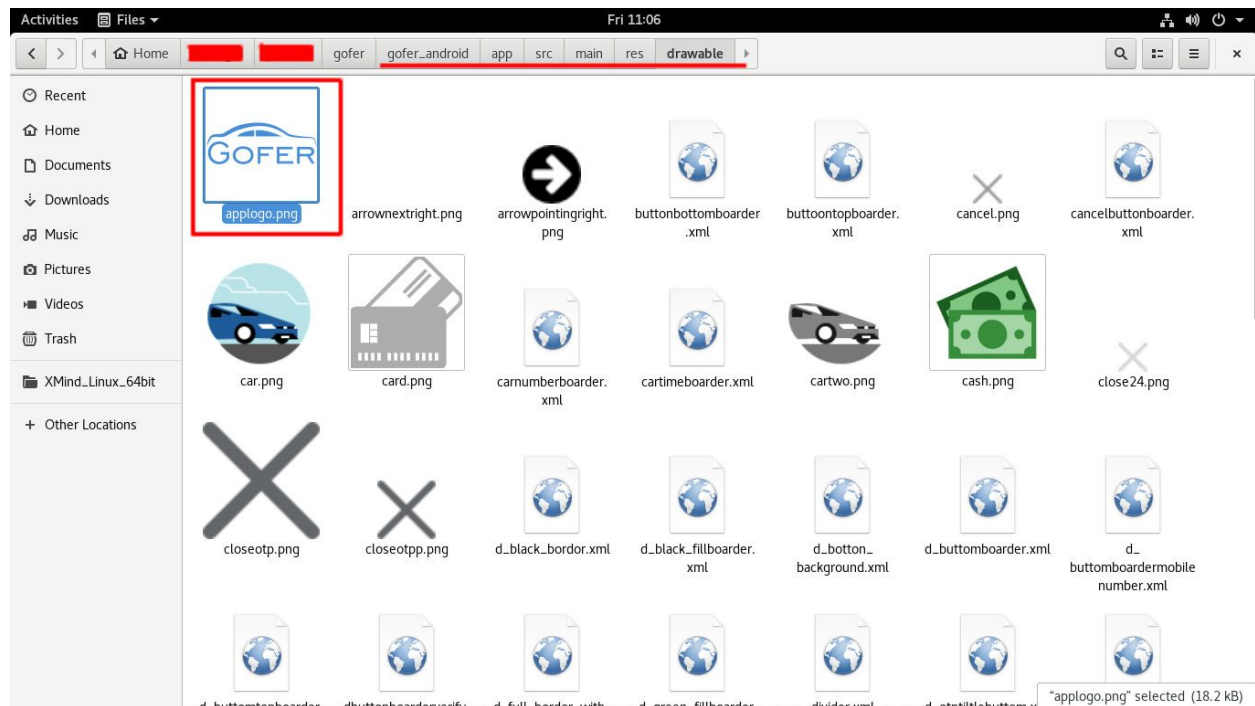 Activities Files Fri 11:06
Home gofer gofer_android app src main res drawable
Recent
Home
Documents
Downloads
Music
Pictures
Videos
Trash
XMind_Linux_64bit
+ Other Locations
GOFER
applogo.png
arrownextright.png
arrowpointingright.
png
buttonbottomboarder
.xml
buttoontopboarder.
xml
cancel.png
cancelbuttonboarder.
xml
car.png
card.png
carnumberboarder.
xml
cartimeboarder.xml
cartwo.png
cash.png
close24.png
closeotp.png
closeotpp.png
d_black_bordor.xml
d_black_fillboarder.
xml
d_botton_
background.xml
d_buttomboarder.xml
d_
buttomboardermobile
number.xml
"applogo.png" selected (18.2 kB)